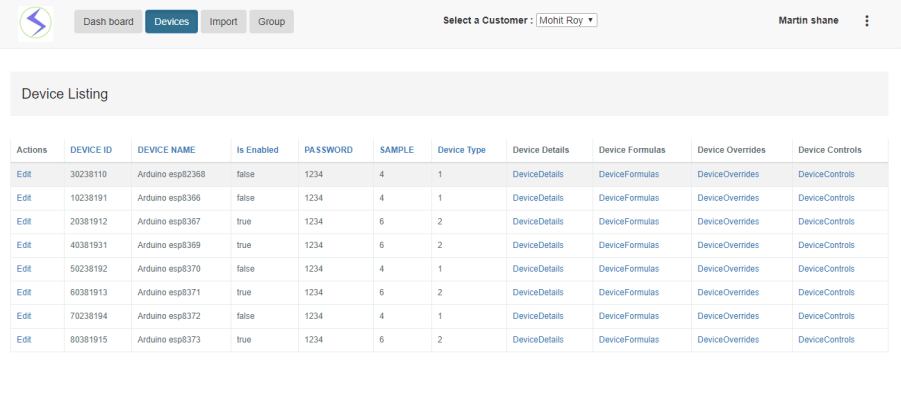 Dash board Devices Import Group Select a Customer : Mohit Roy Martin shane
Device Listing
Actions DEVICE ID DEVICE NAME Is Enabled PASSWORD SAMPLE Device Type Device Details Device Formulas Device Overrides Device Controls
Edit 30238110 Arduino esp82368 false 1234 4 1 DeviceDetails DeviceFormulas DeviceOverrides DeviceControls
Edit 10238191 Arduino esp8366 false 1234 4 1 DeviceDetails DeviceFormulas DeviceOverrides DeviceControls
Edit 20381912 Arduino esp8367 true 1234 6 2 DeviceDetails DeviceFormulas DeviceOverrides DeviceControls
Edit 40381931 Arduino esp8369 true 1234 6 2 DeviceDetails DeviceFormulas DeviceOverrides DeviceControls
Edit 50238192 Arduino esp8370 false 1234 4 1 DeviceDetails DeviceFormulas DeviceOverrides DeviceControls
Edit 60381913 Arduino esp8371 true 1234 6 2 DeviceDetails DeviceFormulas DeviceOverrides DeviceControls
Edit 70238194 Arduino esp8372 false 1234 4 1 DeviceDetails DeviceFormulas DeviceOverrides DeviceControls
Edit 80381915 Arduino esp8373 true 1234 6 2 DeviceDetails DeviceFormulas DeviceOverrides DeviceControls